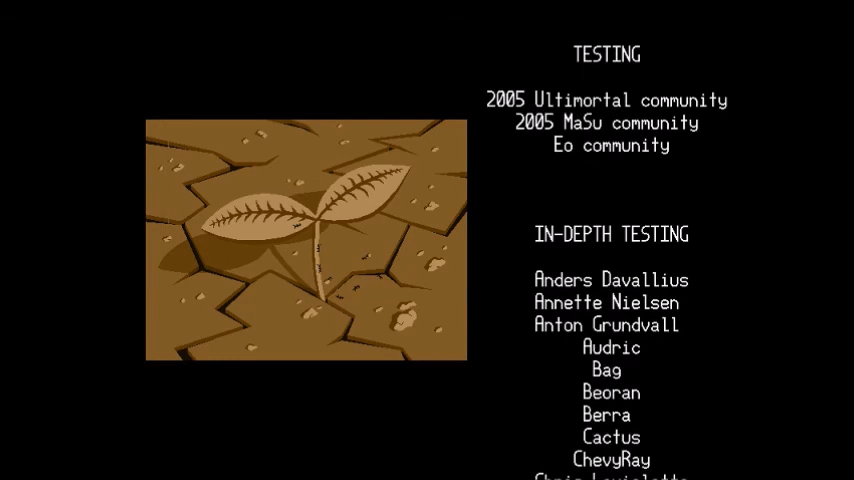 TESTING
2005 Ultimortal community
2005 MaSu community
Eo community
IN-DEPTH TESTING
Anders Davallius
Annette Nielsen
Anton Grundvall
Audric
Bag
Beoran
Berra
Cactus
ChevyRay